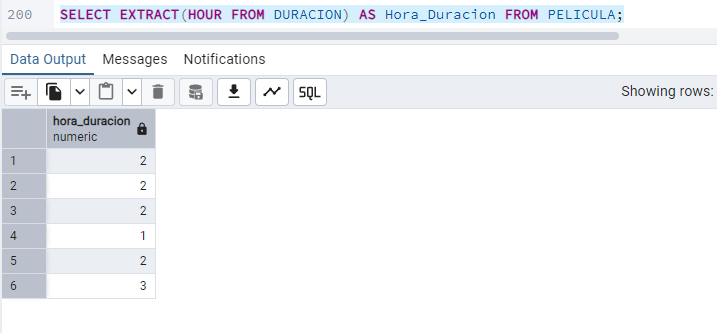 200 SELECT EXTRACT(HOUR FROM DURACION) AS Hora_Duracion FROM PELICULA;
Data Output Messages Notifications
SQL Showing rows:
hora_duracion
numeric
1 2
2 2
3 2
4 1
5 2
6 3